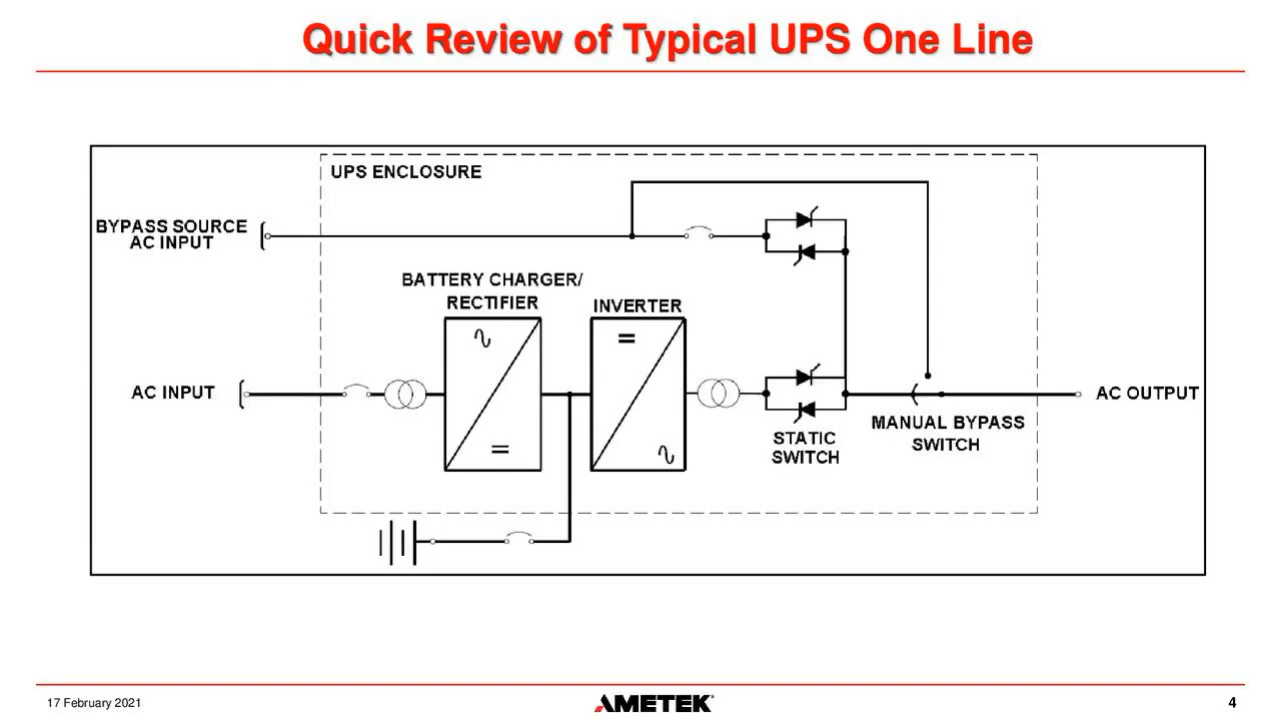 Quick Review of Typical UPS One Line
UPS ENCLOSURE
BYPASS SOURCE
AC INPUT
BATTERY CHARGER/
RECTIFIER
INVERTER
AC INPUT
AC OUTPUT
STATIC
SWITCH
MANUAL BYPASS
SWITCH
17 February 2021
AMETEK
4